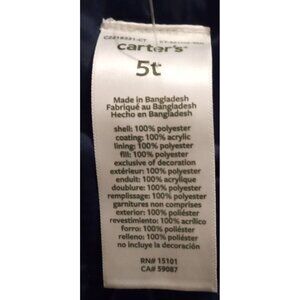 carter's
5t
Made in Bangladesh
Fabriqué au Bangladesh
Hecho en Bangladesh
shell: 100% polyester
coating: 100% acrylic
lining: 100% polyester
fill: 100% polyester
exclusive of decoration
extérieur: 100% polyester
enduit: 100% acrylique
doublure: 100% polyester
remplissage: 100% polyester
garnitures non comprises
exterior: 100% poliéster
revestimiento: 100% acrílico
forro: 100% poliéster
relleno: 100% poliéster
no incluye la decoración
RN# 15101
CA# 59087